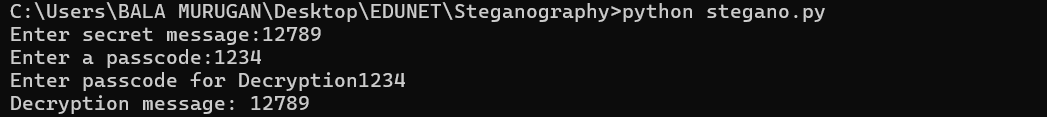 C:\Users\BALA MURUGAN\Desktop\EDUNET\Steganography>python stegano.py
Enter secret message:12789
Enter a passcode:1234
Enter passcode for Decryption1234
Decryption message: 12789